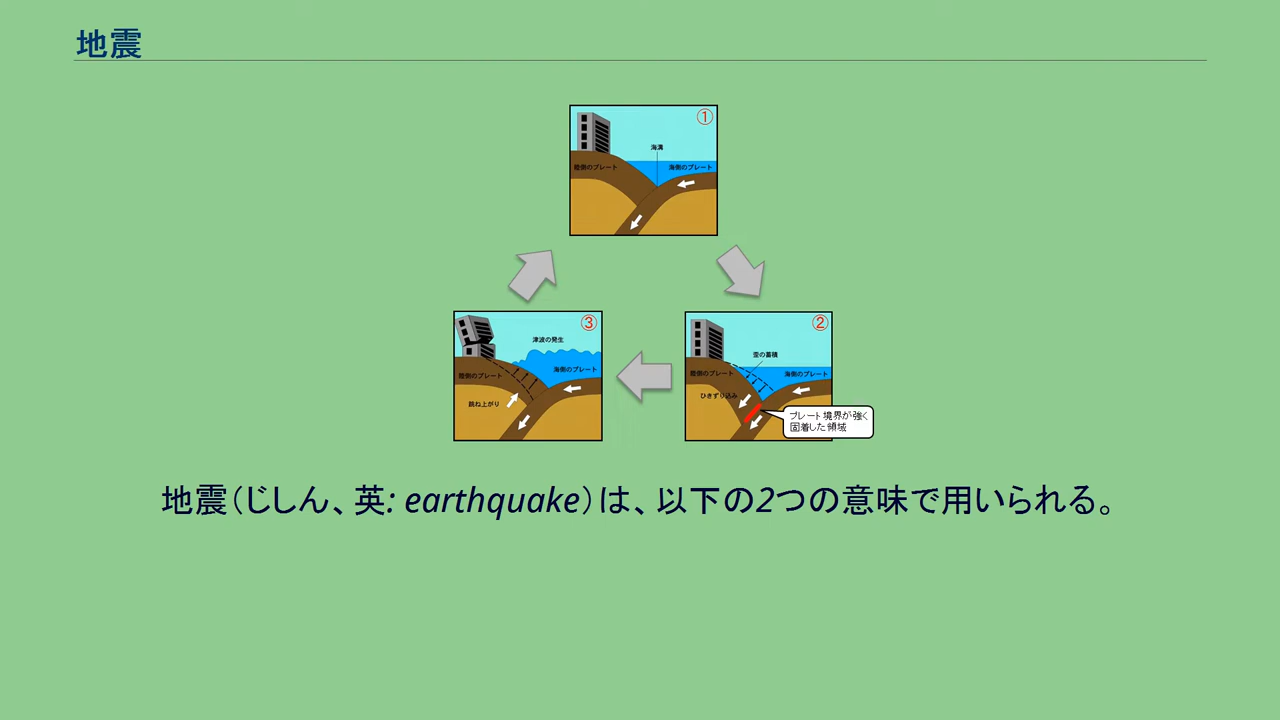 地震
①
海溝
陸側のプレート
海側のプレート
③
津波の発生
海側のプレート
陸側のプレート
跳ね上がり
②
歪の蓄積
陸側のプレート
海側のプレート
ひきずり込み
プレート境界が強く
固着した領域
地震（じしん、英: earthquake）は、以下の2つの意味で用いられる。